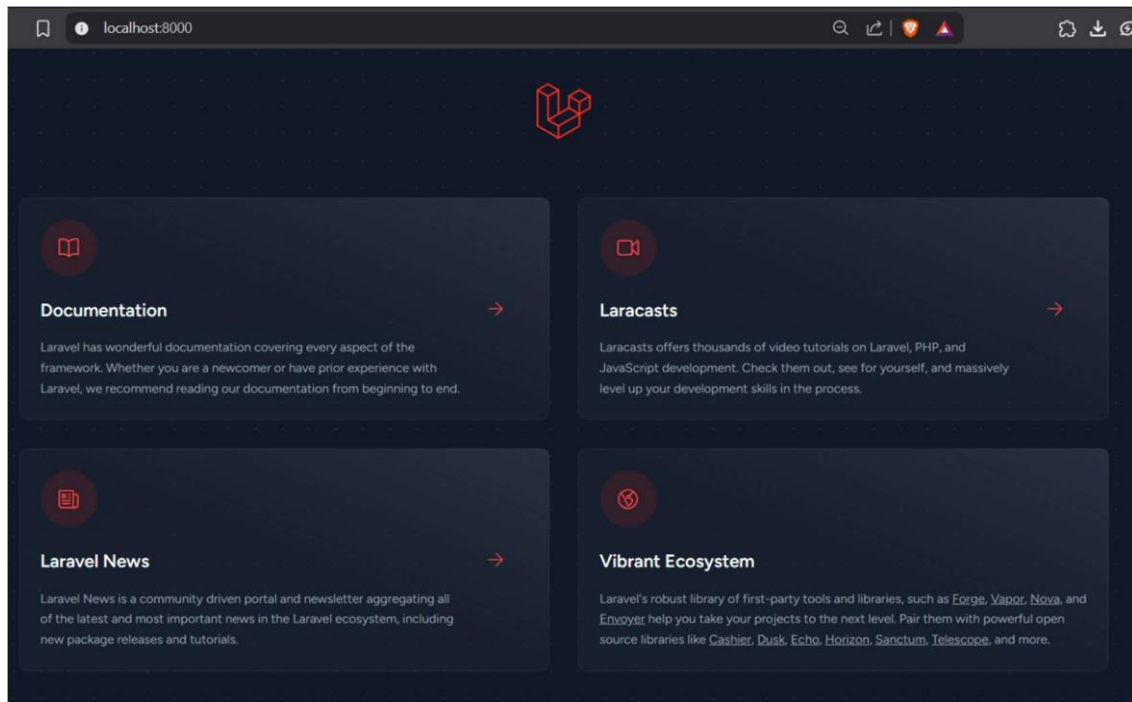 localhost:8000
Documentation
Laravel has wonderful documentation covering every aspect of the
framework. Whether you are a newcomer or have prior experience with
Laravel, we recommend reading our documentation from beginning to end.
Laracasts
Laracasts offers thousands of video tutorials on Laravel, PHP, and
JavaScript development. Check them out, see for yourself, and massively
level up your development skills in the process.
Laravel News
Laravel News is a community driven portal and newsletter aggregating all
of the latest and most important news in the Laravel ecosystem, including
new package releases and tutorials.
Vibrant Ecosystem
Laravel's robust library of first-party tools and libraries, such as Forge, Vapor, Nova, and
Envoyer help you take your projects to the next level. Pair them with powerful open
source libraries like Cashier, Dusk, Echo, Horizon, Sanctum, Telescope, and more.